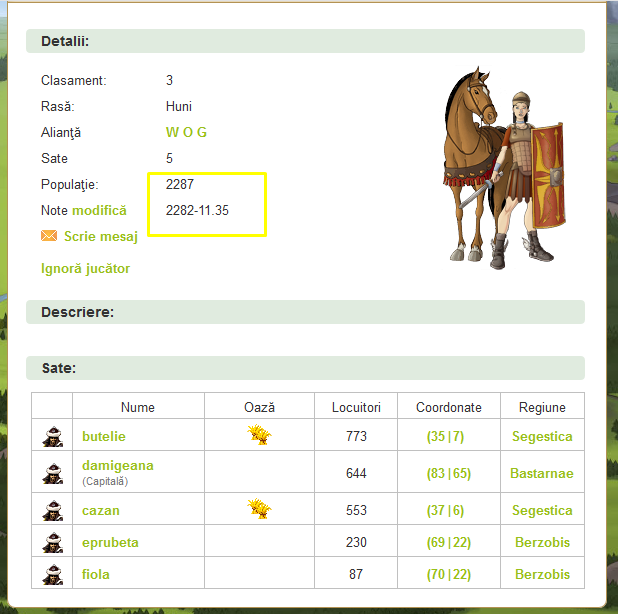 Detalii:
Clasament: 3
Rasă: Huni
Alianţă W O G
Sate 5
Populaţie: 2287
Note modifică 2282-11.35
Scrie mesaj
Ignoră jucător
Descriere:
Sate:
Nume Oază Locuitori Coordonate Regiune
butelie 773 (35|7) Segestica
damigeana 644 (83|65) Bastarnae
(Capitală)
cazan 553 (37|6) Segestica
eprubeta 230 (69|22) Berzobis
fiola 87 (70|22) Berzobis